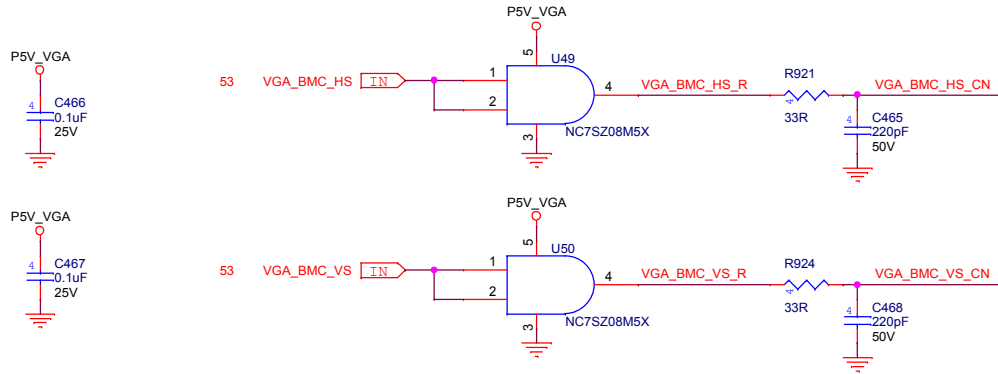 P5V_VGA
4
C466
0.1uF
25V
53 VGA_BMC_HS IN
P5V_VGA
5
U49
1
2
4
3
NC7SZ08M5X
VGA_BMC_HS_R
R921
4
33R
VGA_BMC_HS_CN
4
C465
220pF
50V
P5V_VGA
4
C467
0.1uF
25V
53 VGA_BMC_VS IN
P5V_VGA
5
U50
1
2
4
3
NC7SZ08M5X
VGA_BMC_VS_R
R924
4
33R
VGA_BMC_VS_CN
4
C468
220pF
50V